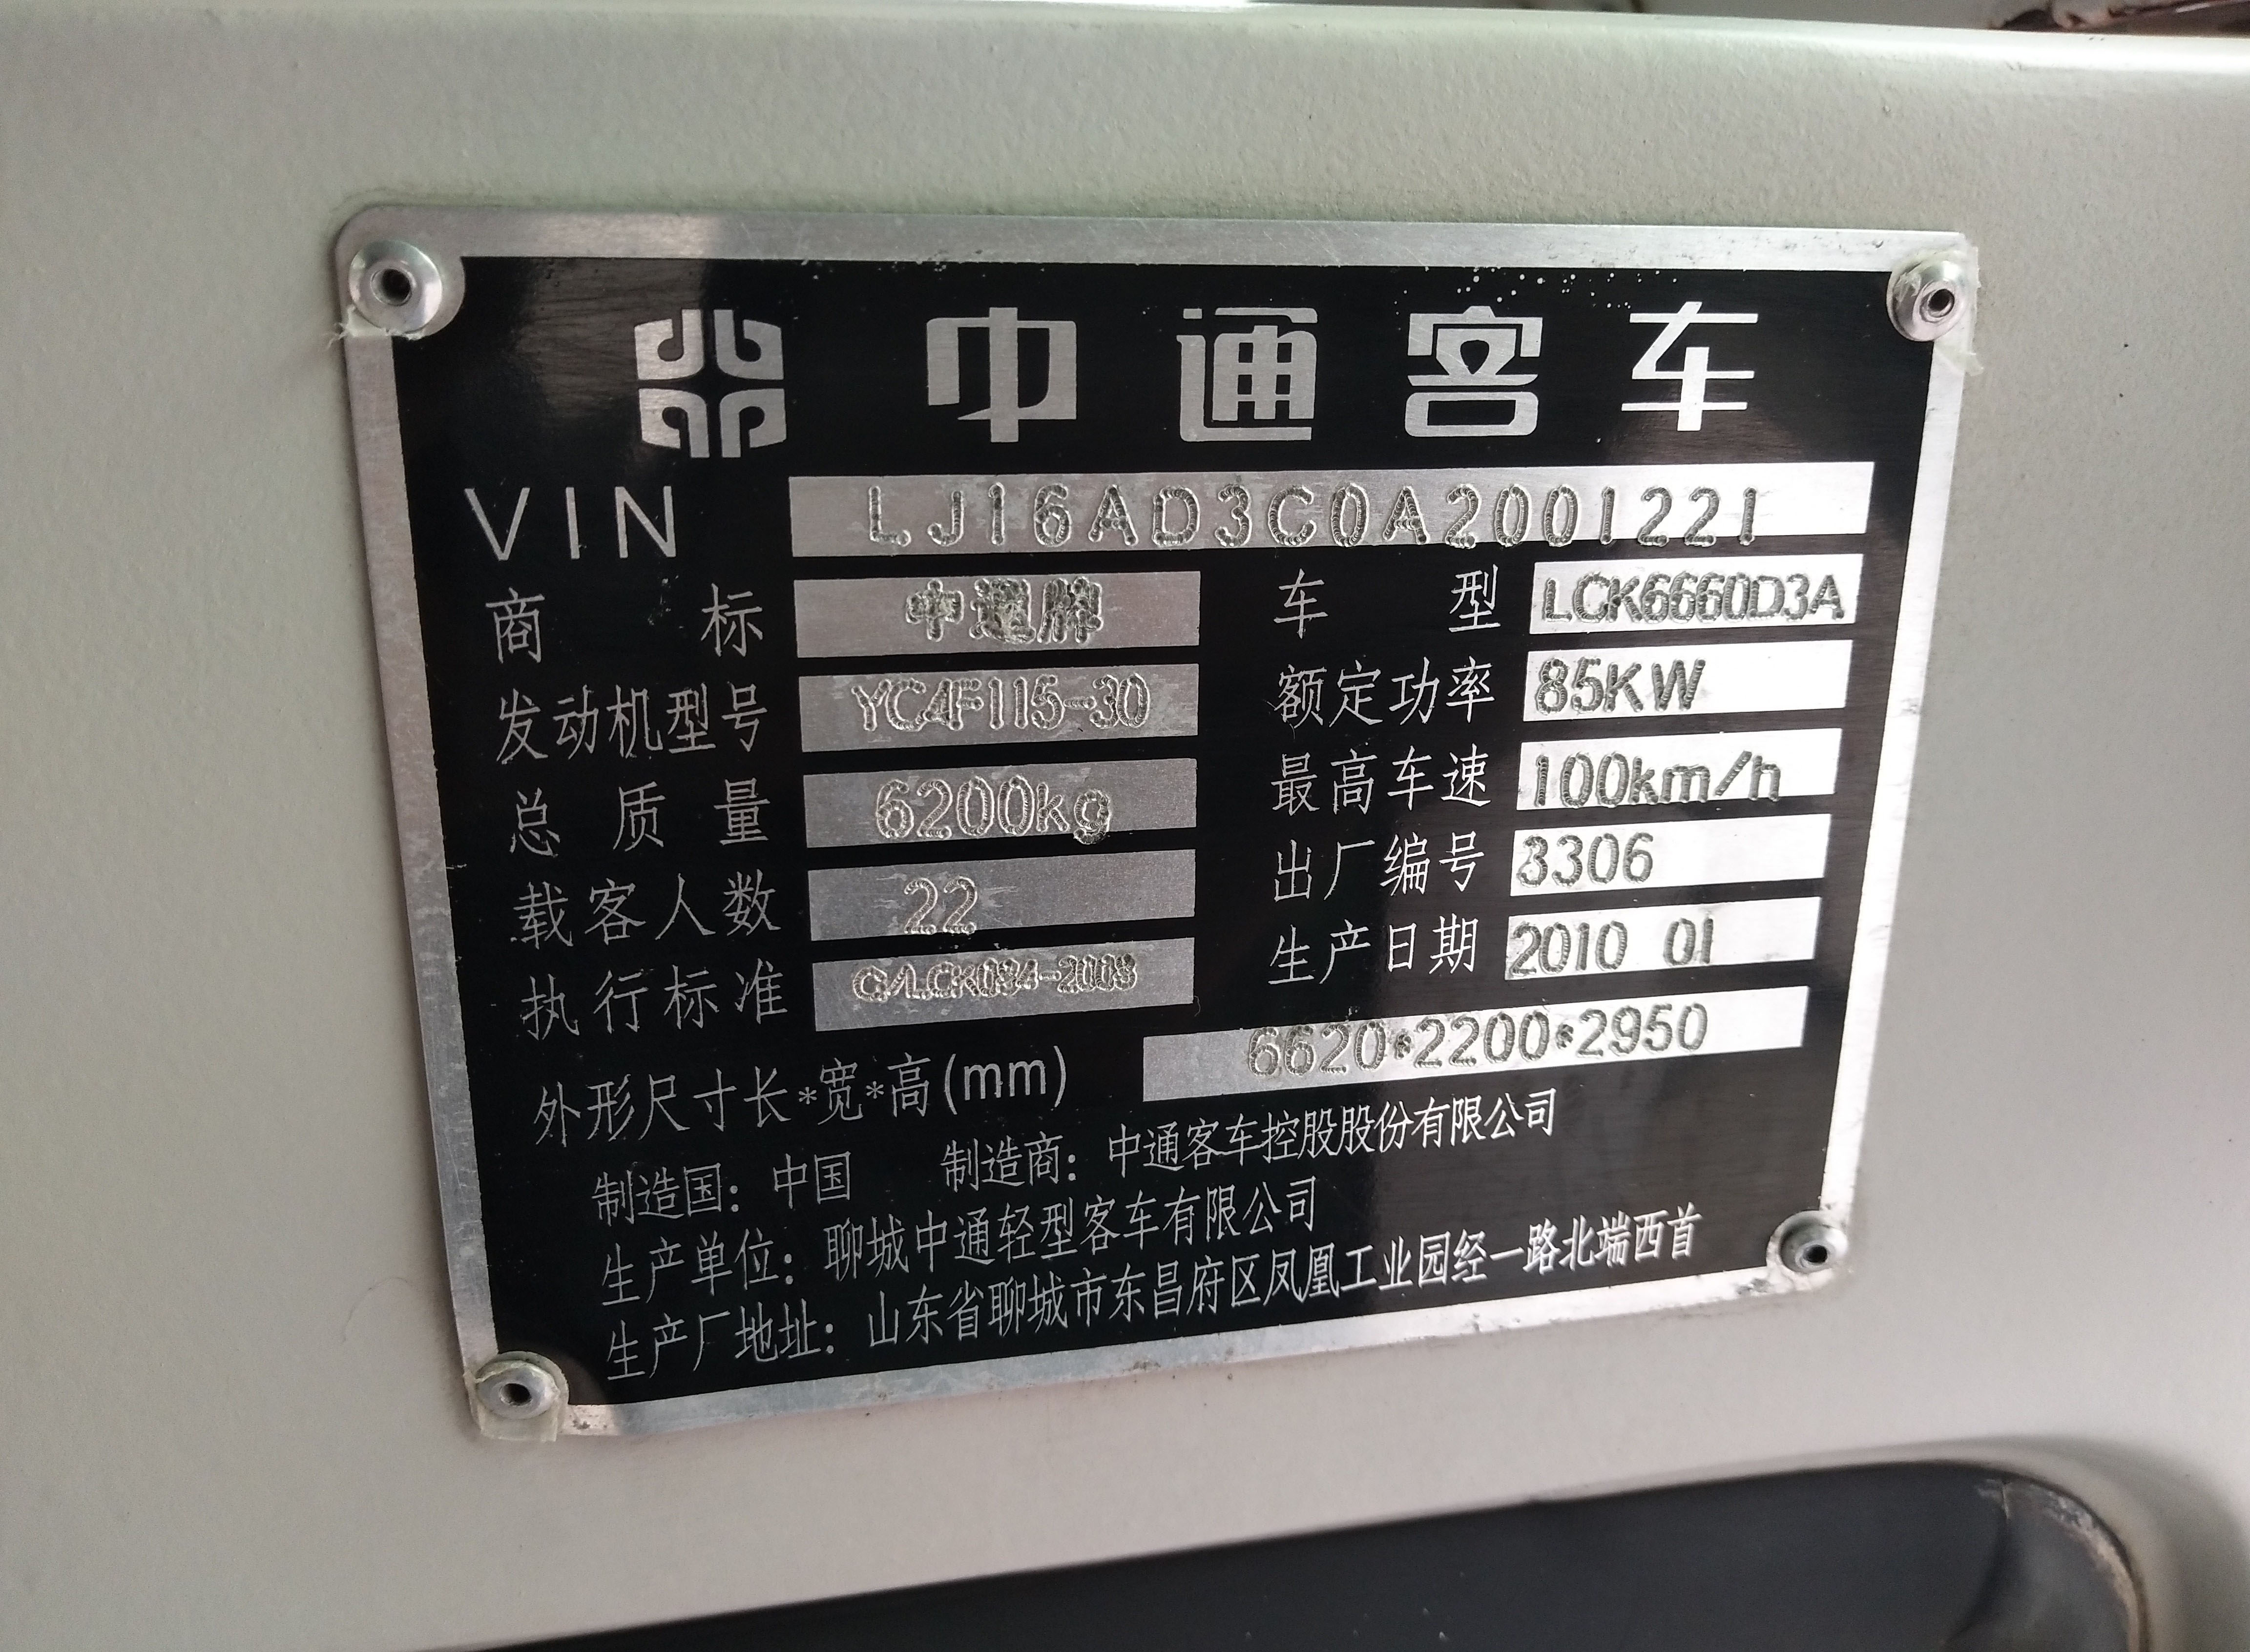 中通客车
VIN LJ16AD3C0A2001221
商标 中通牌 车型 LCK6660D3A
发动机型号 YC4F115-30 额定功率 85KW
总质量 6200kg 最高车速 100km/h
载客人数 22 出厂编号 3306
执行标准 Q/LCK034-2008 生产日期 2010 01
外形尺寸长*宽*高(mm) 6620*2200*2950
制造国：中国 制造商：中通客车控股股份有限公司
生产单位：聊城中通轻型客车有限公司
生产厂地址：山东省聊城市东昌府区凤凰工业园经一路北端西首